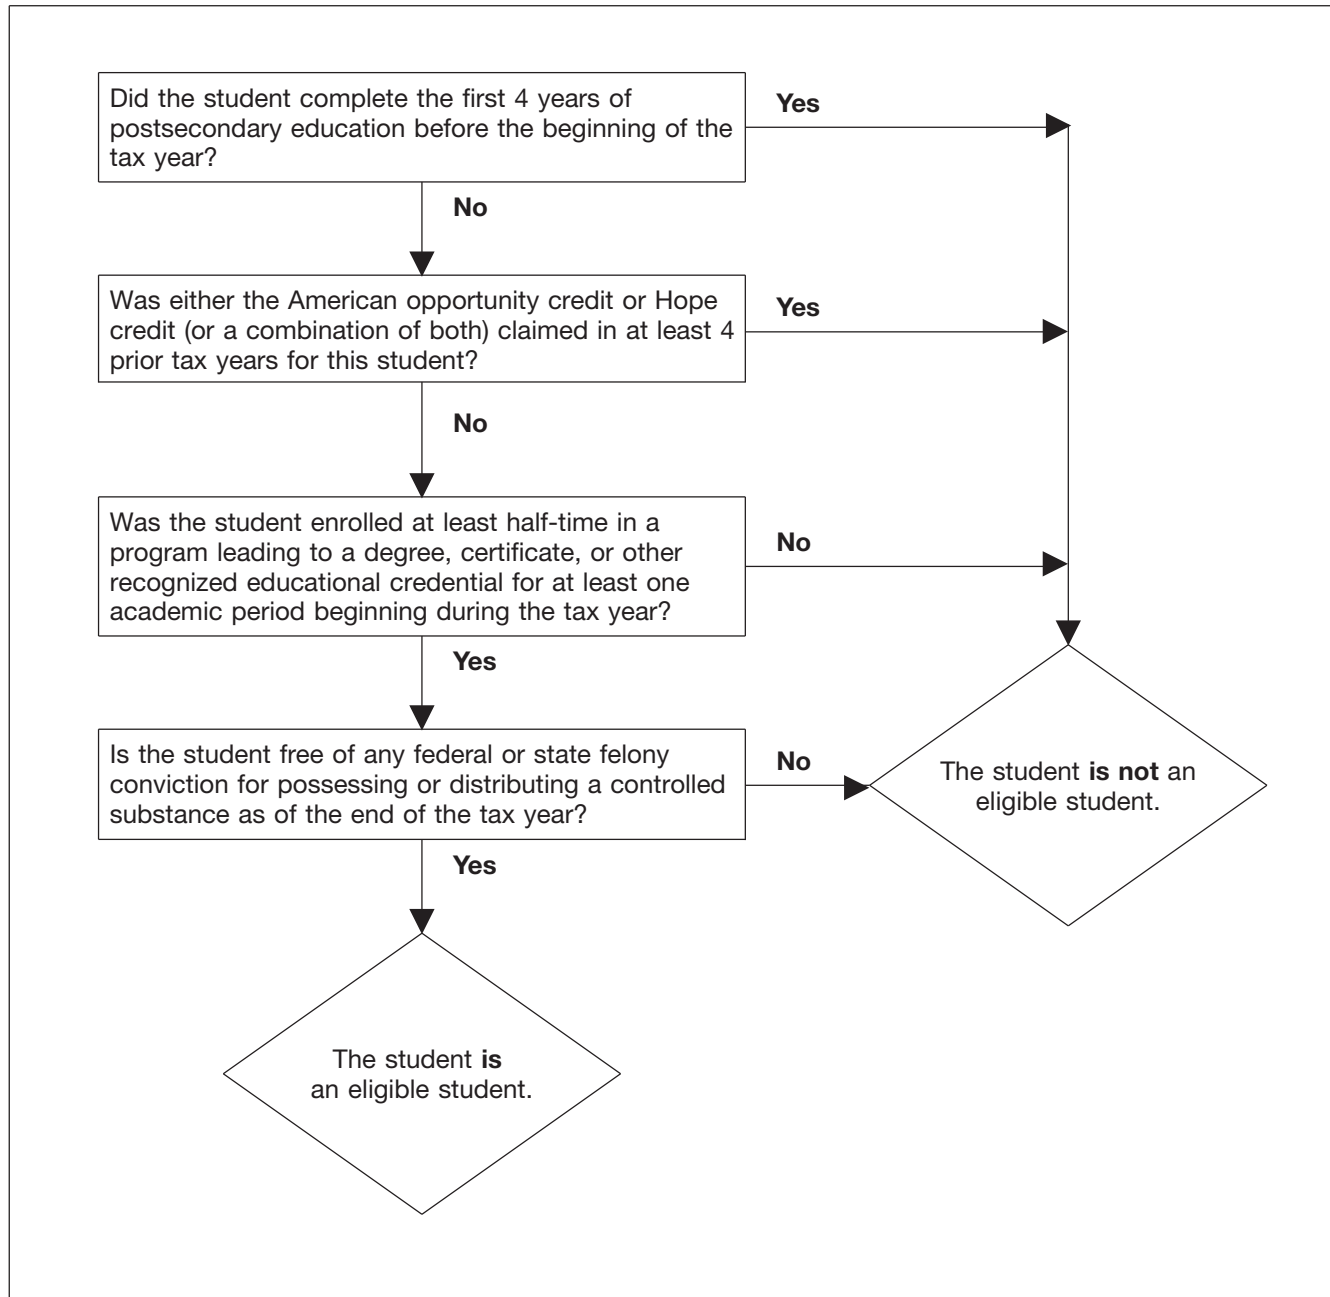 Did the student complete the first 4 years of
postsecondary education before the beginning of the
tax year?
Yes
No
Was either the American opportunity credit or Hope
credit (or a combination of both) claimed in at least 4
prior tax years for this student?
Yes
No
Was the student enrolled at least half-time in a
program leading to a degree, certificate, or other
recognized educational credential for at least one
academic period beginning during the tax year?
No
Yes
Is the student free of any federal or state felony
conviction for possessing or distributing a controlled
substance as of the end of the tax year?
No
The student is not an
eligible student.
Yes
The student is
an eligible student.